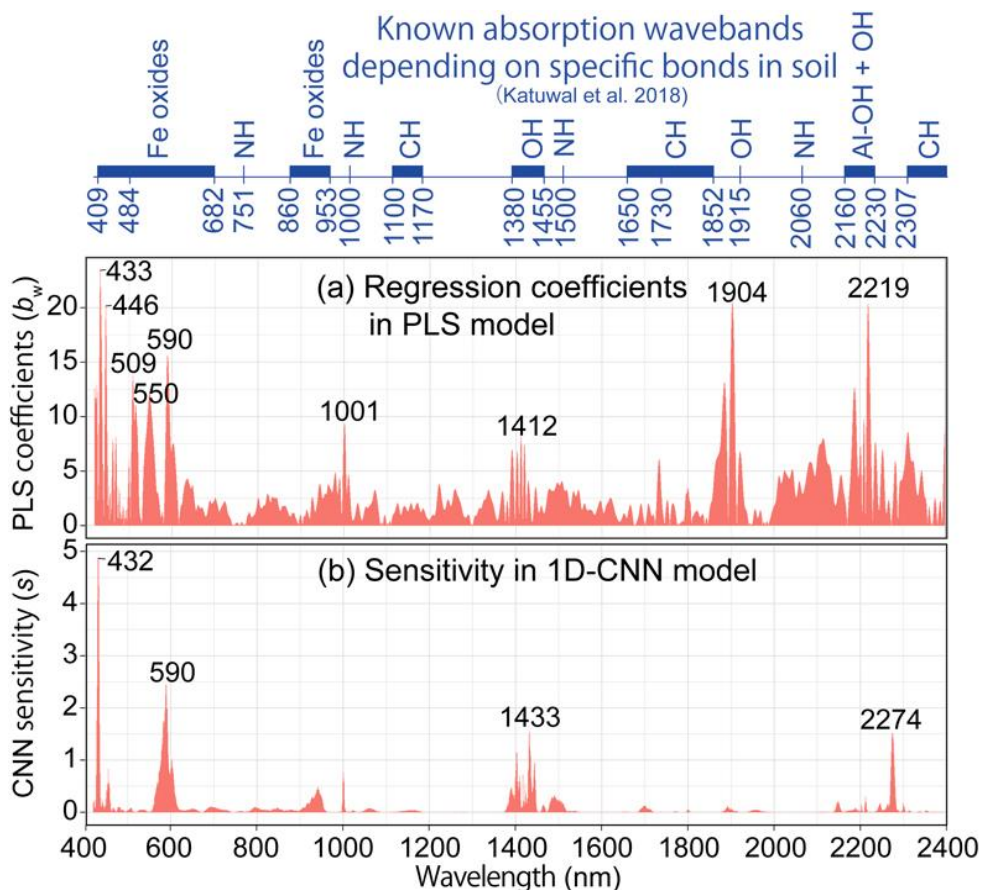 Known absorption wavebands
depending on specific bonds in soil
(Katuwal et al. 2018)
Fe oxides
NH
Fe oxides
NH
CH
OH
NH
CH
OH
NH
Al-OH + OH
CH
409
484
682
751
860
953
1000
1100
1170
1380
1455
1500
1650
1730
1852
1915
2060
2160
2230
2307
PLS coefficients (b_w)
20
15
10
5
0
(a) Regression coefficients
in PLS model
433
446
509
550
590
1001
1412
1904
2219
CNN sensitivity (s)
5
4
3
2
1
0
(b) Sensitivity in 1D-CNN model
432
590
1433
2274
400 600 800 1000 1200 1400 1600 1800 2000 2200 2400
Wavelength (nm)